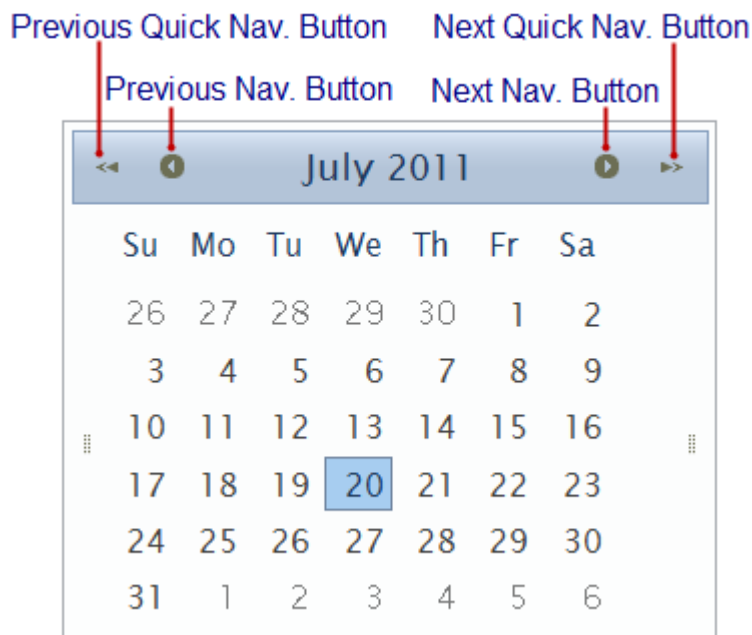 Previous Quick Nav. Button Next Quick Nav. Button
Previous Nav. Button Next Nav. Button
July 2011
Su Mo Tu We Th Fr Sa
26 27 28 29 30 1 2
3 4 5 6 7 8 9
10 11 12 13 14 15 16
17 18 19 20 21 22 23
24 25 26 27 28 29 30
31 1 2 3 4 5 6